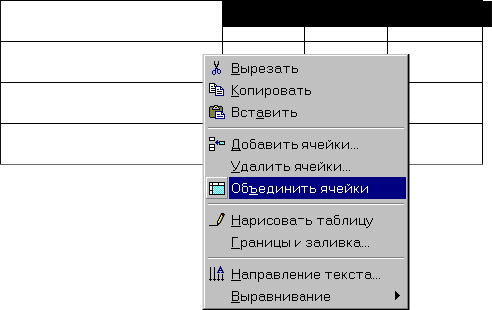 Вырезать
Копировать
Вставить
Добавить ячейки...
Удалить ячейки...
Объединить ячейки
Нарисовать таблицу
Границы и заливка...
Направление текста...
Выравнивание